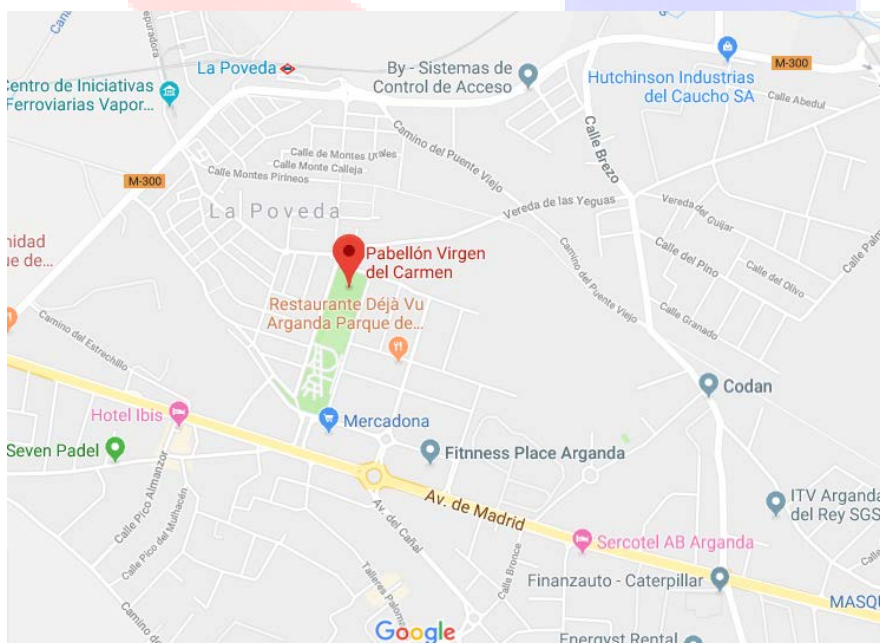 La Poveda
By - Sistemas de
Control de Acceso
M-300
Hutchinson Industrias
del Caucho SA
Centro de Iniciativas
Ferroviarias Vapor...
Calle Abedul
Camino del Puente Viejo
Calle Brezo
Calle de Montes Urales
Calle Monte Calleja
Calle Montes Pirineos
M-300
La Poveda
Vereda de las Yeguas
Vereda del Guijar
Pabellón Virgen
del Carmen
Calle del Pino
Calle del Olivo
Camino del Puente Viejo
Calle Granado
Restaurante Déjà Vu
Arganda Parque de...
Camino del Estrechillo
Codan
Hotel Ibis
Mercadona
Seven Padel
Fitnness Place Arganda
Calle Pico Almanzor
Calle Pico del Mulhacén
Av. de Madrid
Av. del Cañal
ITV Arganda
del Rey SGS
Sercotel AB Arganda
Calle Bronce
Finanzauto - Caterpillar
Google